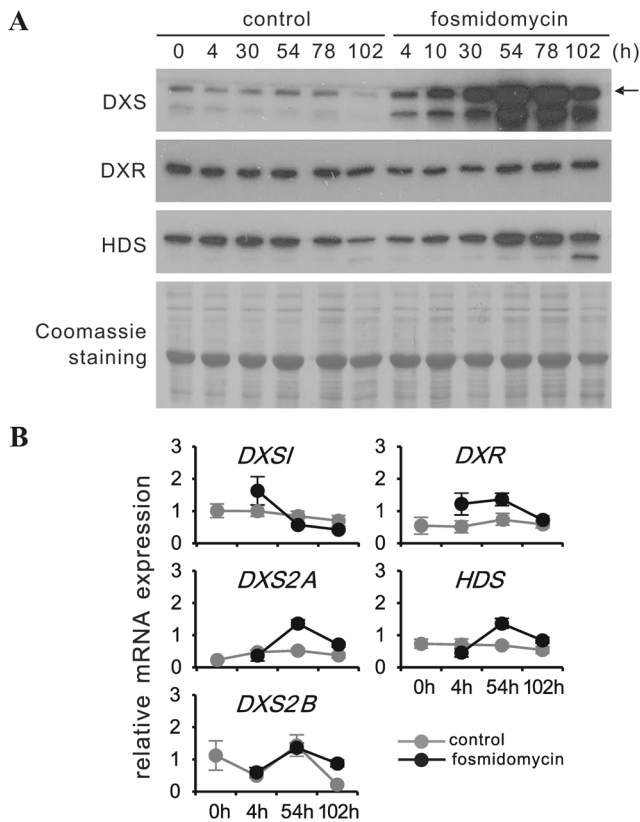 A
control fosmidomycin
0 4 30 54 78 102 4 10 30 54 78 102 (h)
DXS
DXR
HDS
Coomassie
staining
B
relative mRNA expression
DXSI
3
2
1
0
DXR
3
2
1
0
DXS2A
3
2
1
0
HDS
3
2
1
0
0h 4h 54h 102h
DXS2B
3
2
1
0
0h 4h 54h 102h
control
fosmidomycin